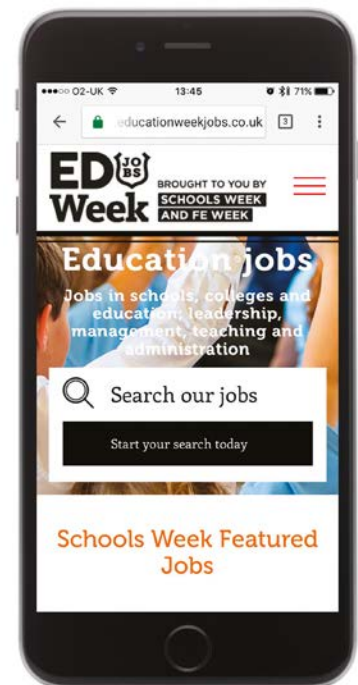 O2-UK 13:45 71%
educationweekjobs.co.uk 3
ED JO
BS
Week
BROUGHT TO YOU BY
SCHOOLS WEEK
AND FE WEEK
Education jobs
Jobs in schools, colleges and
education; leadership,
management, teaching and
administration
Search our jobs
Start your search today
Schools Week Featured
Jobs